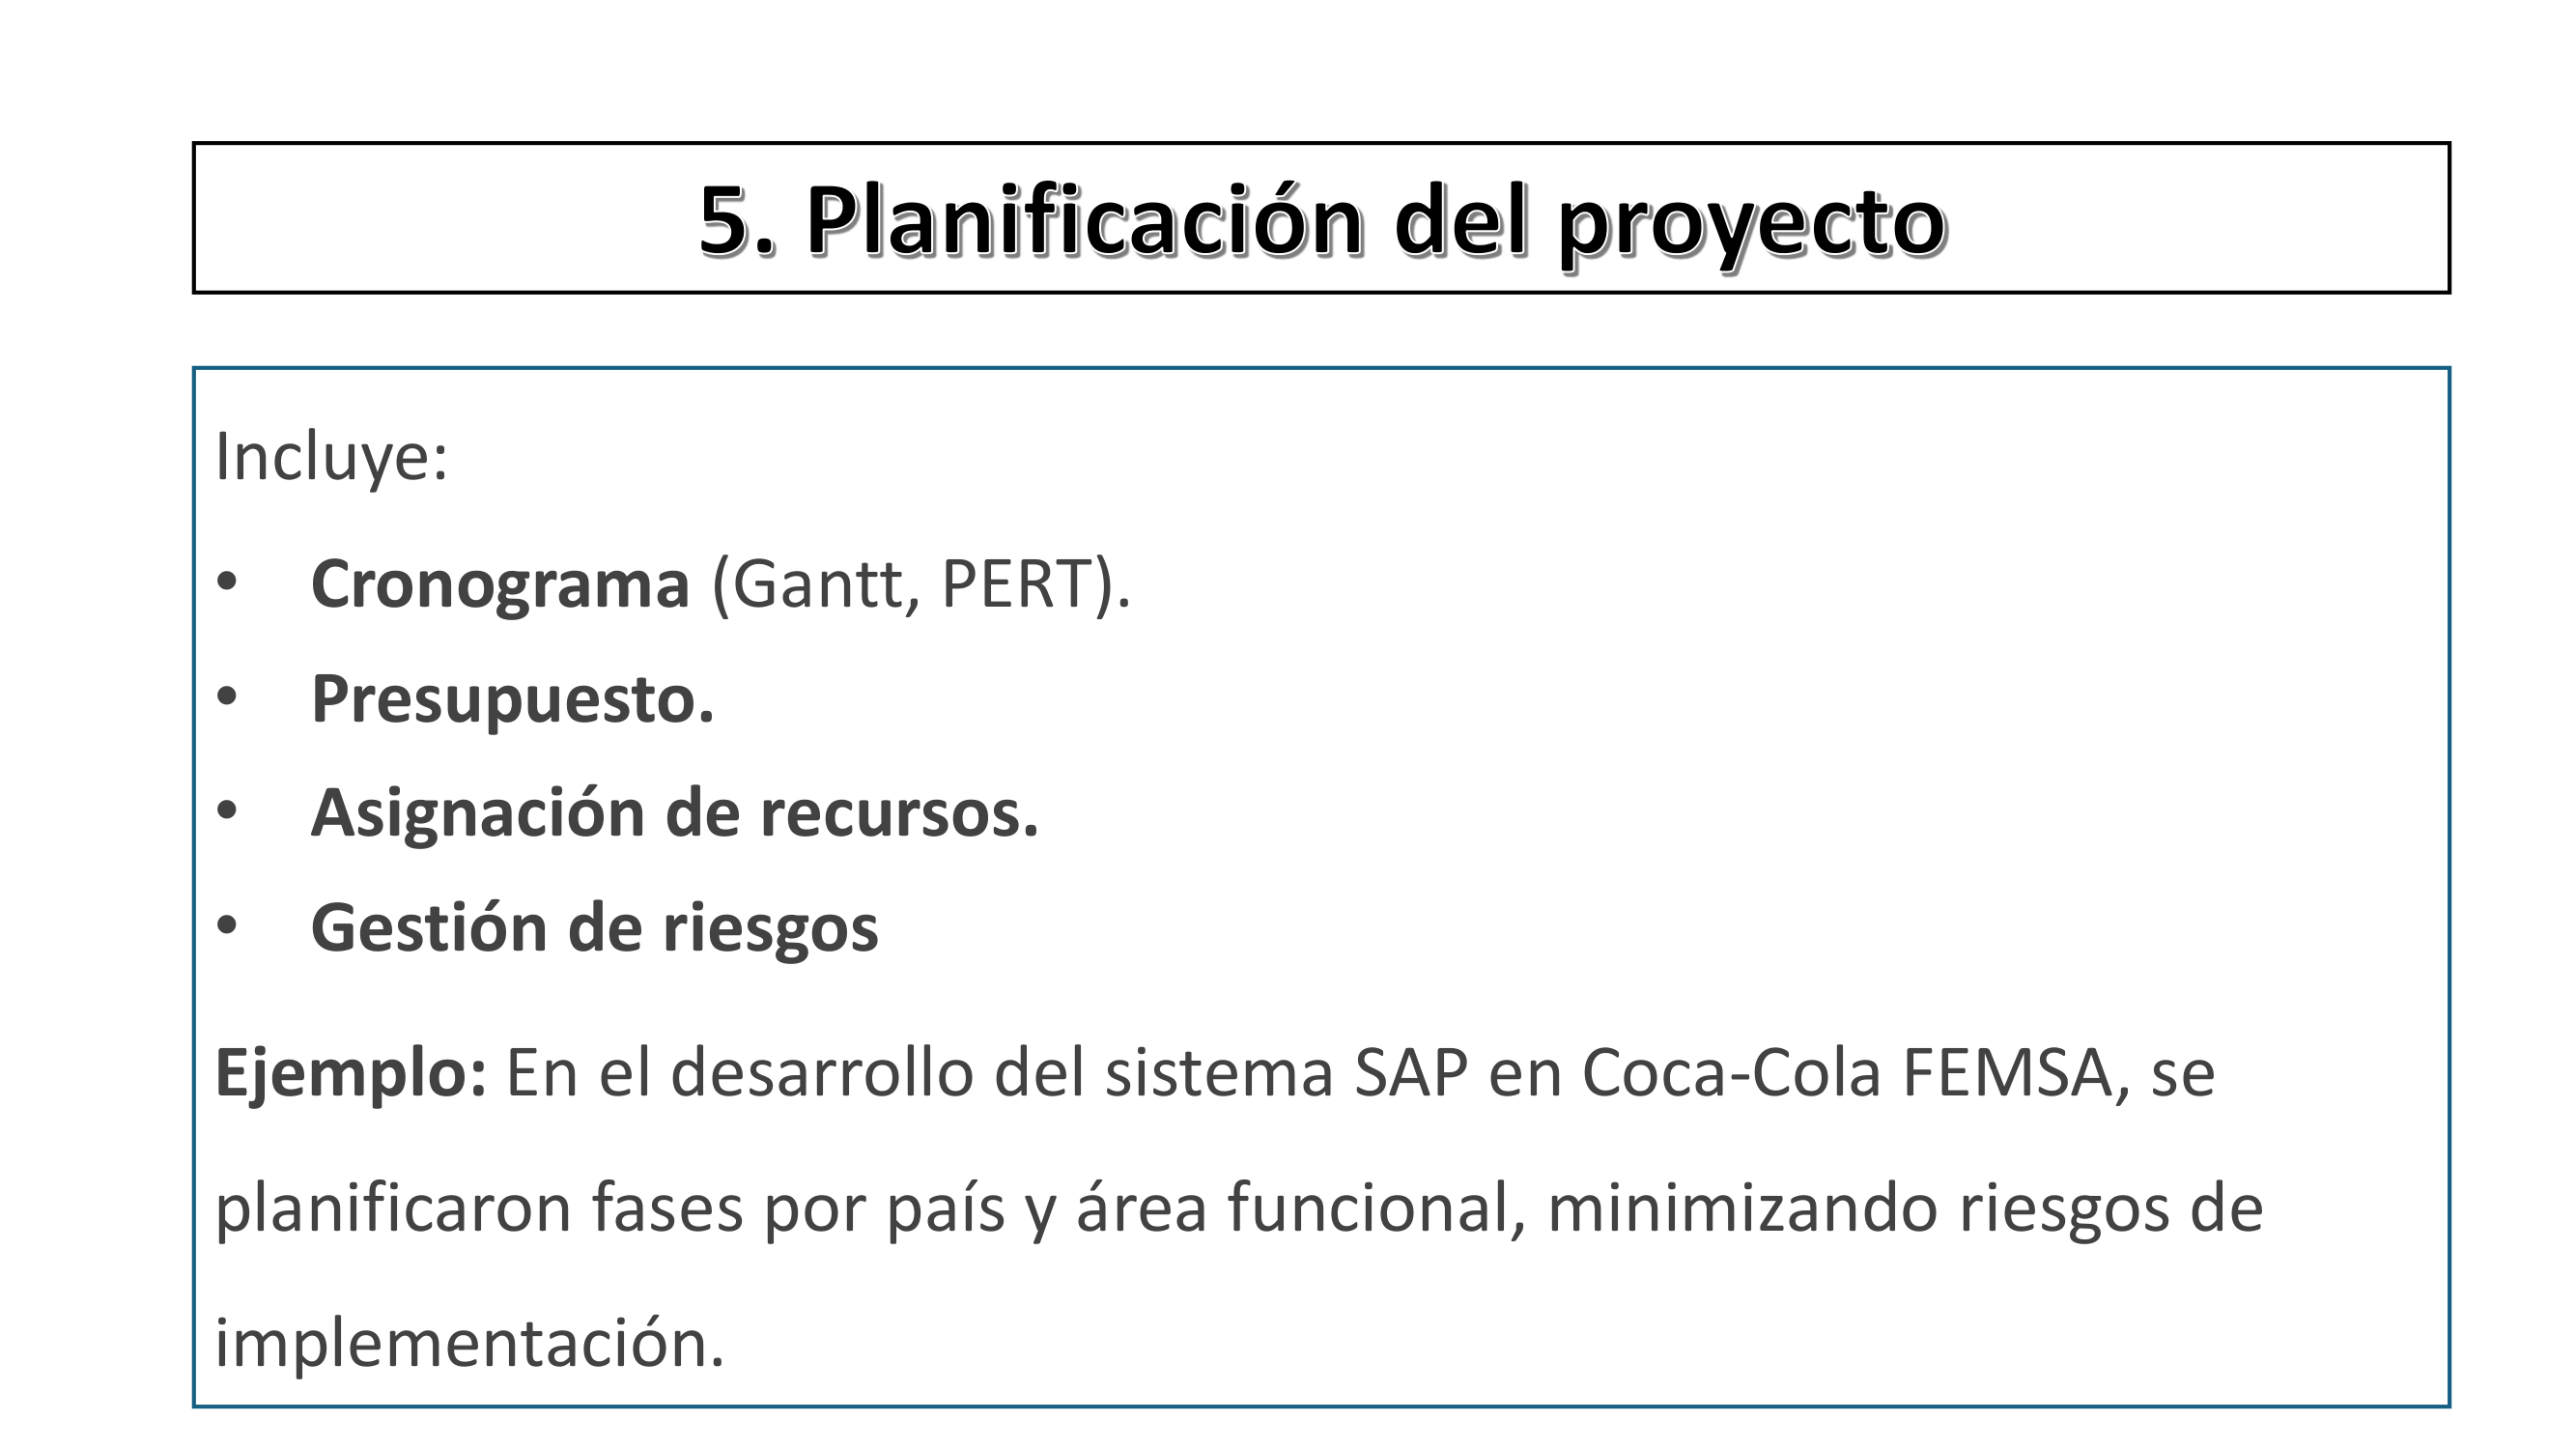 5. Planificación del proyecto
Incluye:
• Cronograma (Gantt, PERT).
• Presupuesto.
• Asignación de recursos.
• Gestión de riesgos
Ejemplo: En el desarrollo del sistema SAP en Coca-Cola FEMSA, se
planificaron fases por país y área funcional, minimizando riesgos de
implementación.